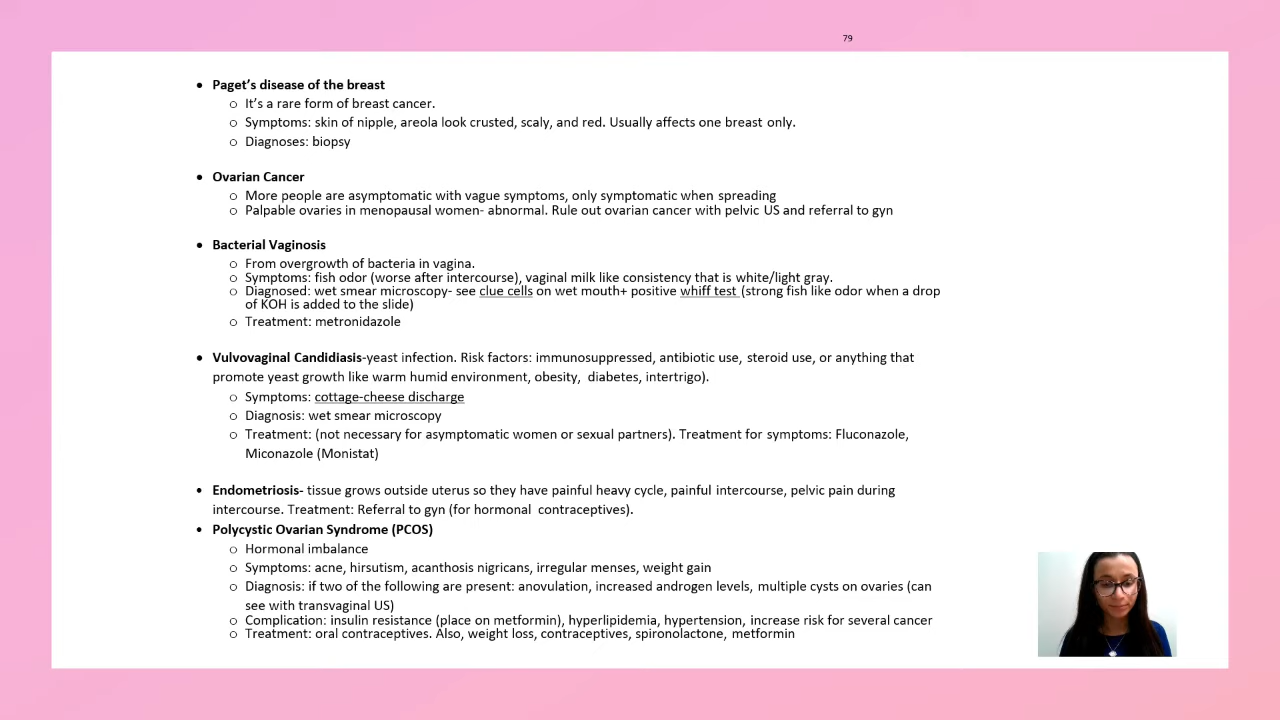 79
• Paget's disease of the breast
o It's a rare form of breast cancer.
o Symptoms: skin of nipple, areola look crusted, scaly, and red. Usually affects one breast only.
o Diagnoses: biopsy
• Ovarian Cancer
o More people are asymptomatic with vague symptoms, only symptomatic when spreading
o Palpable ovaries in menopausal women- abnormal. Rule out ovarian cancer with pelvic US and referral to gyn
• Bacterial Vaginosis
o From overgrowth of bacteria in vagina.
o Symptoms: fish odor (worse after intercourse), vaginal milk like consistency that is white/light gray.
o Diagnosed: wet smear microscopy- see clue cells on wet mouth+ positive whiff test (strong fish like odor when a drop
of KOH is added to the slide)
o Treatment: metronidazole
• Vulvovaginal Candidiasis-yeast infection. Risk factors: immunosuppressed, antibiotic use, steroid use, or anything that
promote yeast growth like warm humid environment, obesity, diabetes, intertrigo).
o Symptoms: cottage-cheese discharge
o Diagnosis: wet smear microscopy
o Treatment: (not necessary for asymptomatic women or sexual partners). Treatment for symptoms: Fluconazole,
Miconazole (Monistat)
• Endometriosis- tissue grows outside uterus so they have painful heavy cycle, painful intercourse, pelvic pain during
intercourse. Treatment: Referral to gyn (for hormonal contraceptives).
• Polycystic Ovarian Syndrome (PCOS)
o Hormonal imbalance
o Symptoms: acne, hirsutism, acanthosis nigricans, irregular menses, weight gain
o Diagnosis: if two of the following are present: anovulation, increased androgen levels, multiple cysts on ovaries (can
see with transvaginal US)
o Complication: insulin resistance (place on metformin), hyperlipidemia, hypertension, increase risk for several cancer
o Treatment: oral contraceptives. Also, weight loss, contraceptives, spironolactone, metformin